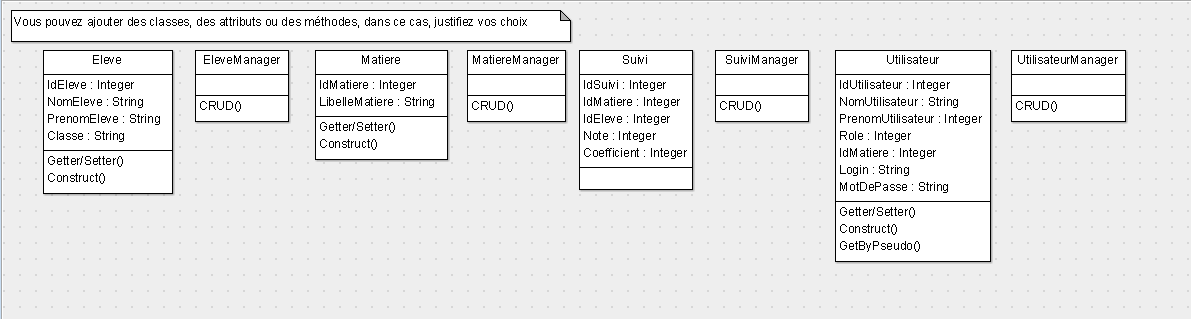 Vous pouvez ajouter des classes, des attributs ou des méthodes, dans ce cas, justifiez vos choix
Eleve
IdEleve : Integer
NomEleve : String
PrenomEleve : String
Classe : String
Getter/Setter()
Construct()
EleveManager
CRUD()
Matiere
IdMatiere : Integer
LibelleMatiere : String
Getter/Setter()
Construct()
MatiereManager
CRUD()
Suivi
IdSuivi : Integer
IdMatiere : Integer
IdEleve : Integer
Note : Integer
Coefficient : Integer
SuiviManager
CRUD()
Utilisateur
IdUtilisateur : Integer
NomUtilisateur : String
PrenomUtilisateur : Integer
Role : Integer
IdMatiere : Integer
Login : String
MotDePasse : String
Getter/Setter()
Construct()
GetByPseudo()
UtilisateurManager
CRUD()